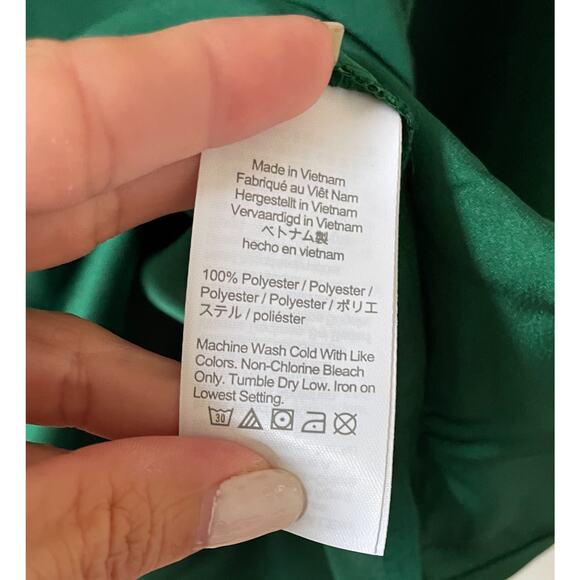 Made in Vietnam
Fabriqué au Viêt Nam
Hergestellt in Vietnam
Vervaardigd in Vietnam
ベトナム製
hecho en vietnam
100% Polyester / Polyester /
Polyester / Polyester / ポリエ
ステル / poliéster
Machine Wash Cold With Like
Colors. Non-Chlorine Bleach
Only. Tumble Dry Low. Iron on
Lowest Setting.
30